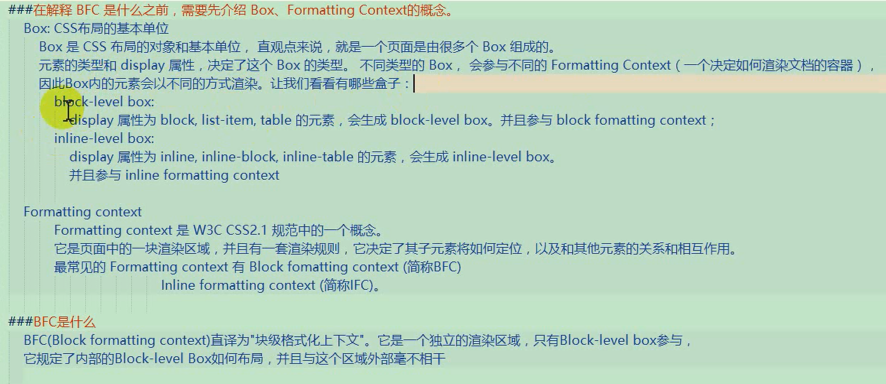 ###在解释 BFC 是什么之前，需要先介绍 Box、Formatting Context的概念。
Box: CSS布局的基本单位
Box 是 CSS 布局的对象和基本单位， 直观点来说，就是一个页面是由很多个 Box 组成的。
元素的类型和 display 属性，决定了这个 Box 的类型。 不同类型的 Box， 会参与不同的 Formatting Context（一个决定如何渲染文档的容器），
因此Box内的元素会以不同的方式渲染。让我们看看有哪些盒子：
block-level box:
display 属性为 block, list-item, table 的元素，会生成 block-level box。并且参与 block fomatting context；
inline-level box:
display 属性为 inline, inline-block, inline-table 的元素，会生成 inline-level box。
并且参与 inline formatting context
Formatting context
Formatting context 是 W3C CSS2.1 规范中的一个概念。
它是页面中的一块渲染区域，并且有一套渲染规则，它决定了其子元素将如何定位，以及和其他元素的关系和相互作用。
最常见的 Formatting context 有 Block fomatting context (简称BFC)
Inline formatting context (简称IFC)。
###BFC是什么
BFC(Block formatting context)直译为"块级格式化上下文"。它是一个独立的渲染区域，只有Block-level box参与，
它规定了内部的Block-level Box如何布局，并且与这个区域外部毫不相干